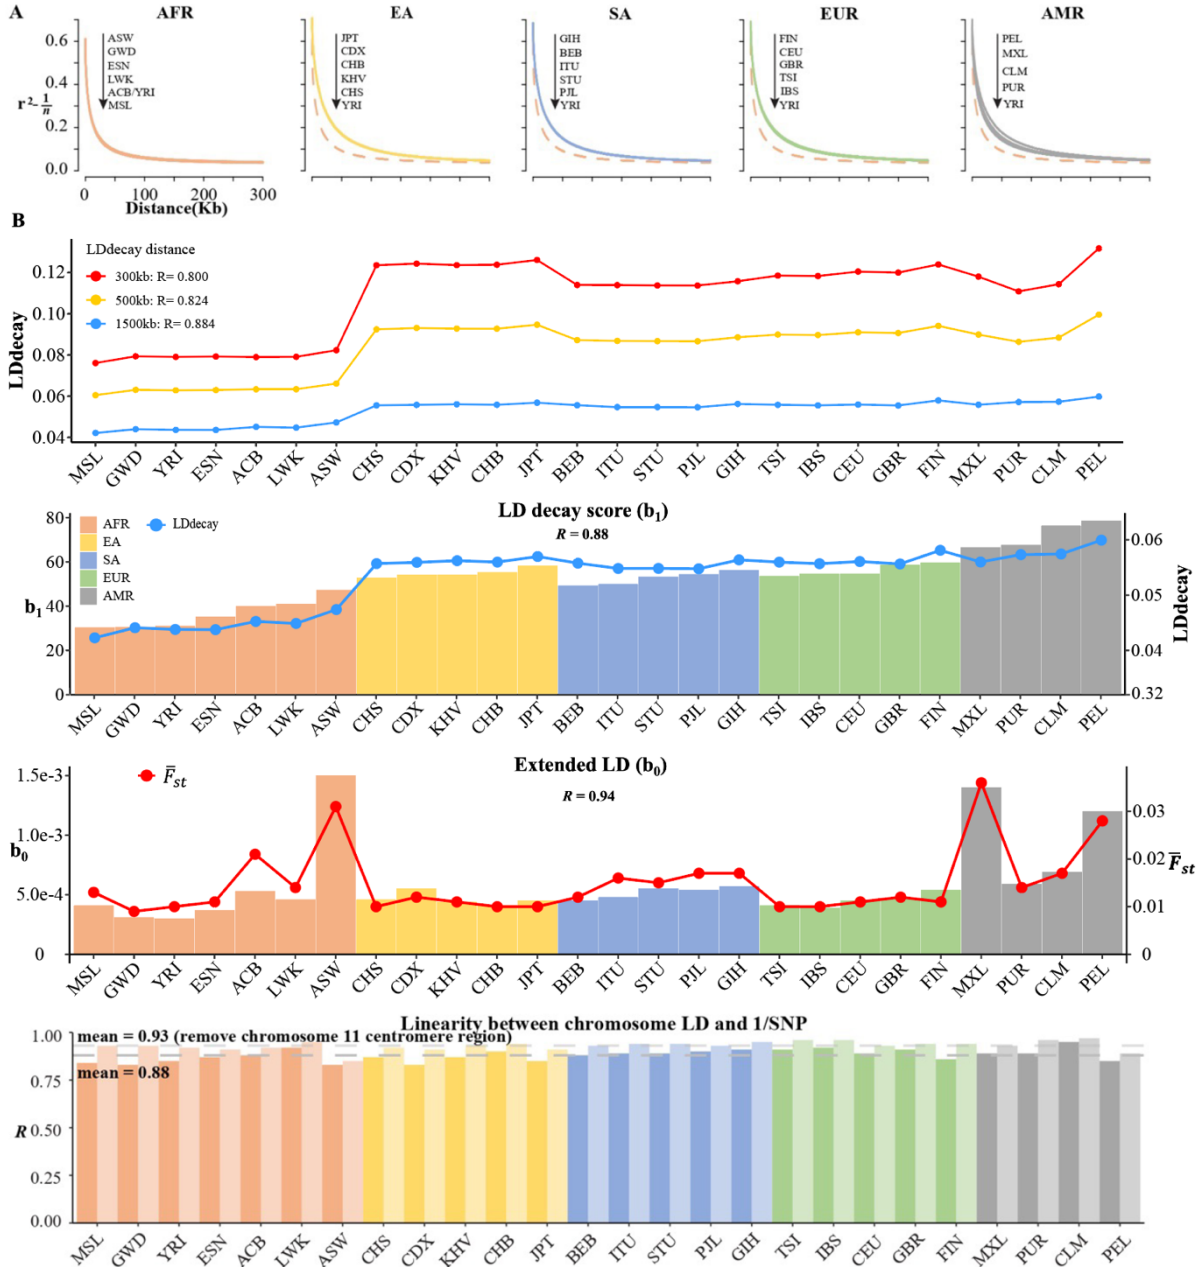 A
AFR
EA
SA
EUR
AMR
r²~ 1/n
0.6
0.4
0.2
0.0
ASW
GWD
ESN
LWK
ACB/YRI
MSL
JPT
CDX
CHB
KHV
CHS
YRI
GIH
BEB
ITU
STU
PJL
YRI
FIN
CEU
GBR
TSI
IBS
YRI
PEL
MXL
CLM
PUR
YRI
0 100 200 300
Distance(Kb)
B
LDdecay distance
300kb: R= 0.800
500kb: R= 0.824
1500kb: R= 0.884
LDdecay
0.12
0.10
0.08
0.06
0.04
MSL GWD YRI ESN ACB LWK ASW CHS CDX KHV CHB JPT BEB ITU STU PJL GIH TSI IBS CEU GBR FIN MXL PUR CLM PEL
LD decay score (b₁)
R = 0.88
AFR
EA
SA
EUR
AMR
LDdecay
b₁
80
60
40
20
0
0.06
0.05
0.04
0.32
LDdecay
MSL GWD YRI ESN ACB LWK ASW CHS CDX KHV CHB JPT BEB ITU STU PJL GIH TSI IBS CEU GBR FIN MXL PUR CLM PEL
Extended LD (b₀)
R = 0.94
F̅st
b₀
1.5e-3
1.0e-3
5.0e-4
0
0.03
0.02
0.01
0
F̅st
MSL GWD YRI ESN ACB LWK ASW CHS CDX KHV CHB JPT BEB ITU STU PJL GIH TSI IBS CEU GBR FIN MXL PUR CLM PEL
Linearity between chromosome LD and 1/SNP
mean = 0.93 (remove chromosome 11 centromere region)
mean = 0.88
R
1.00
0.75
0.50
0.25
0.00
MSL GWD YRI ESN ACB LWK ASW CHS CDX KHV CHB JPT BEB ITU STU PJL GIH TSI IBS CEU GBR FIN MXL PUR CLM PEL